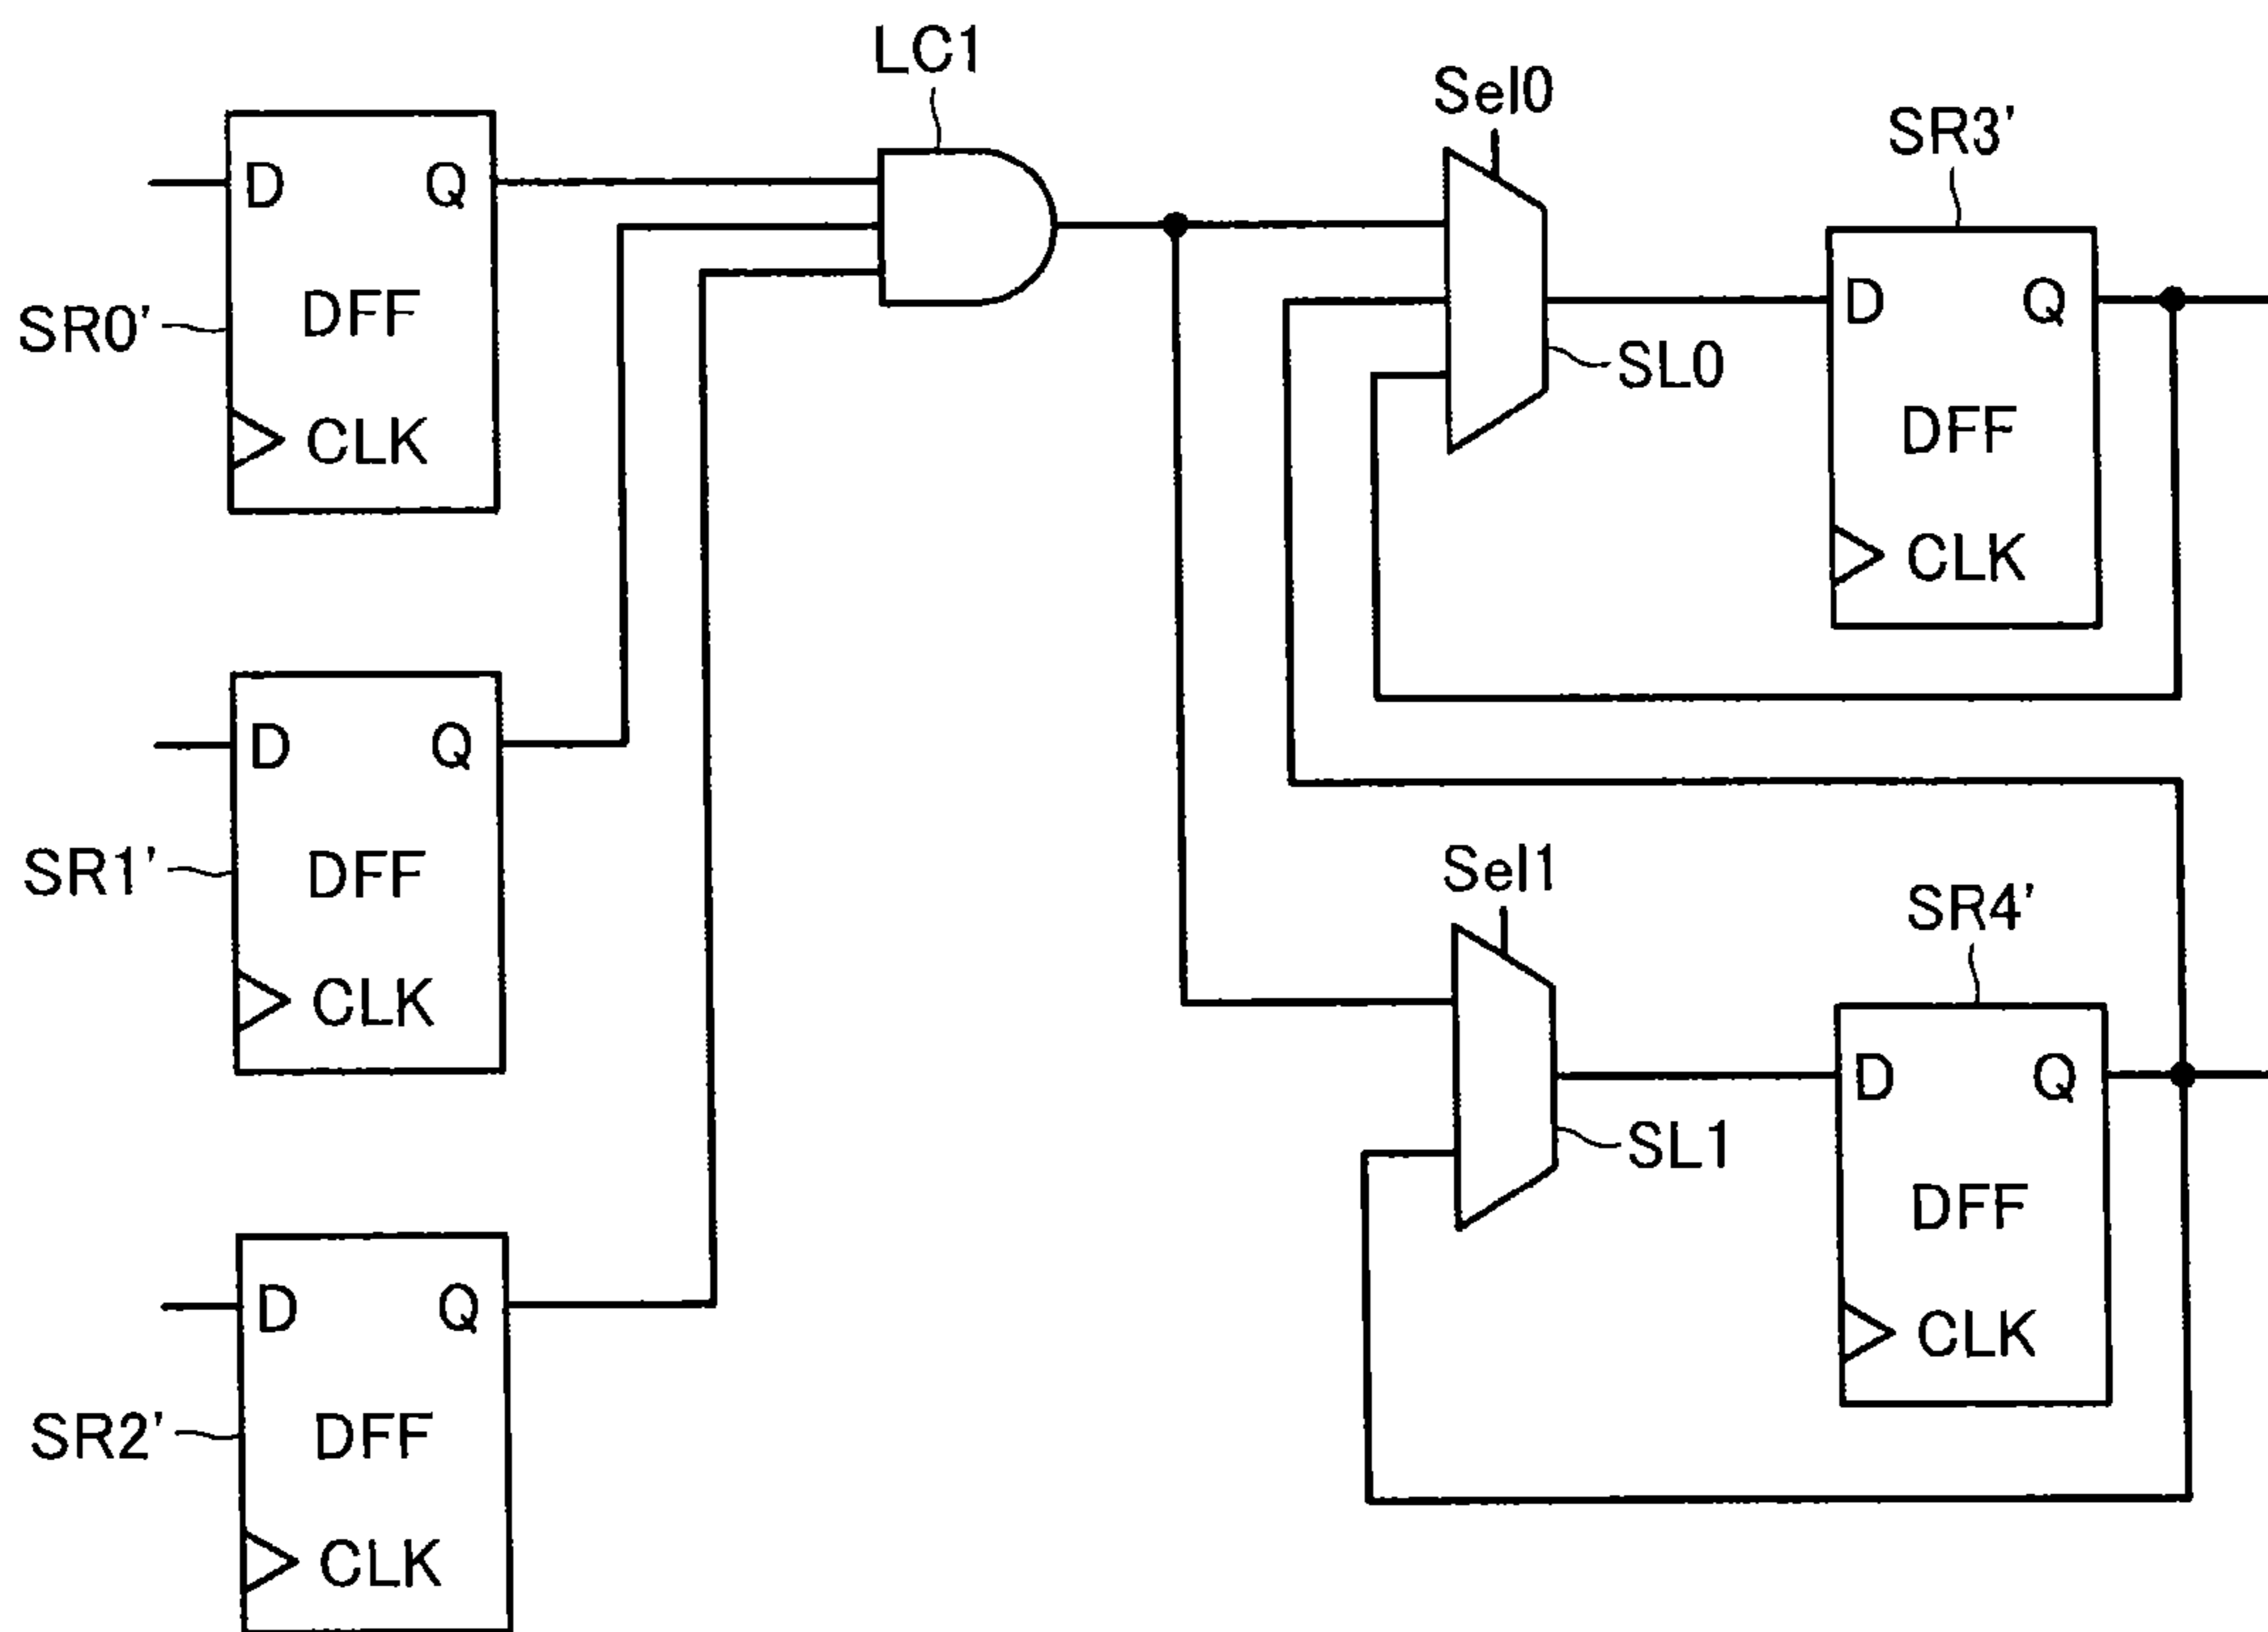 LC1
Sel0
SR3'
D Q
DFF
SR0'
CLK
SL0
D Q
DFF
CLK
D Q
DFF
SR1'
CLK
Sel1
SR4'
D Q
SL1
DFF
CLK
D Q
DFF
SR2'
CLK